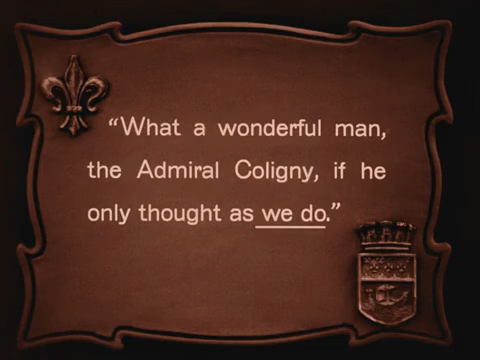 “What a wonderful man,
the Admiral Coligny, if he
only thought as we do.”